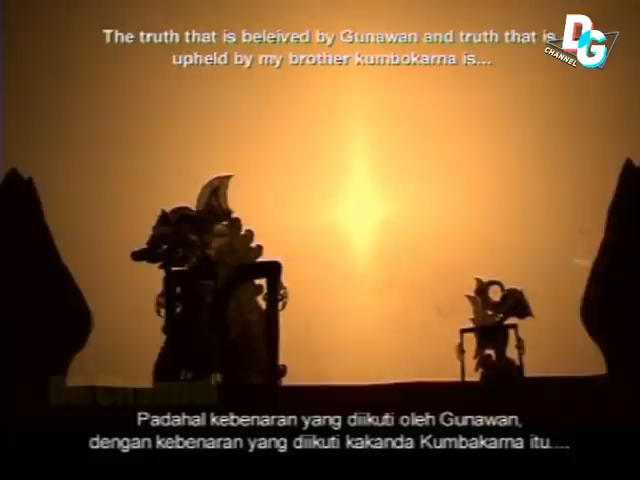 The truth that is beleived by Gunawan and truth that is
upheld by my brother kumbokarna is...
DG
CHANNEL
Padahal kebenaran yang diikuti oleh Gunawan,
dengan kebenaran yang diikuti kakanda Kumbakarna itu....